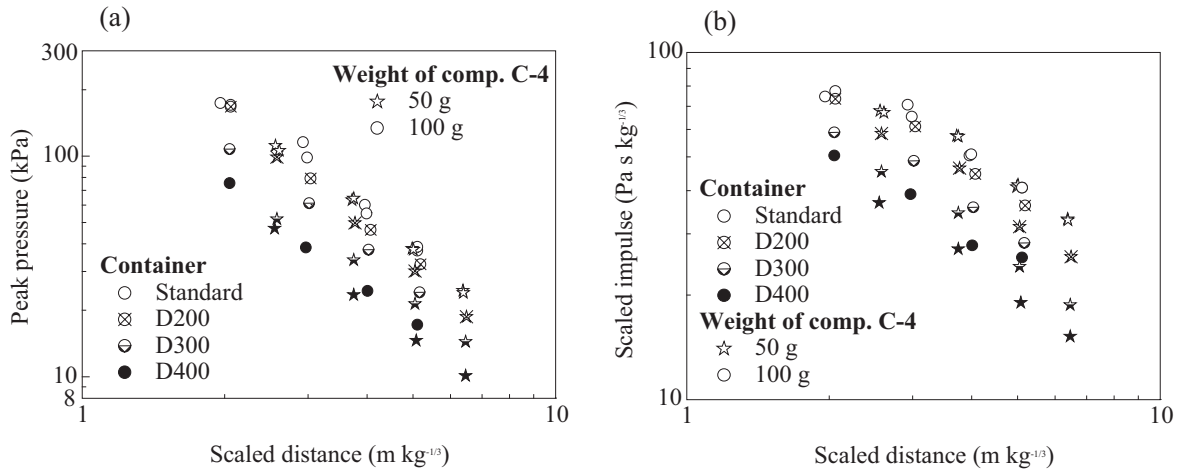 (a)
300
100
10
8
1
10
Peak pressure (kPa)
Scaled distance (m kg-1/3)
Weight of comp. C-4
50 g
100 g
Container
Standard
D200
D300
D400
(b)
100
10
1
10
Scaled impulse (Pa s kg-1/3)
Scaled distance (m kg-1/3)
Container
Standard
D200
D300
D400
Weight of comp. C-4
50 g
100 g